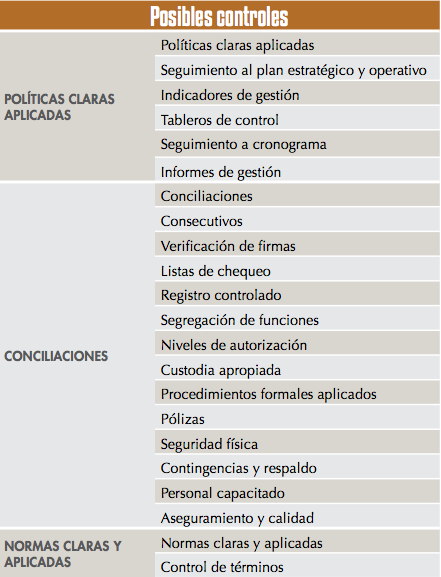 Posibles controles
POLÍTICAS CLARAS
APLICADAS
Políticas claras aplicadas
Seguimiento al plan estratégico y operativo
Indicadores de gestión
Tableros de control
Seguimiento a cronograma
Informes de gestión
CONCILIACIONES
Conciliaciones
Consecutivos
Verificación de firmas
Listas de chequeo
Registro controlado
Segregación de funciones
Niveles de autorización
Custodia apropiada
Procedimientos formales aplicados
Pólizas
Seguridad física
Contingencias y respaldo
Personal capacitado
Aseguramiento y calidad
NORMAS CLARAS Y
APLICADAS
Normas claras y aplicadas
Control de términos